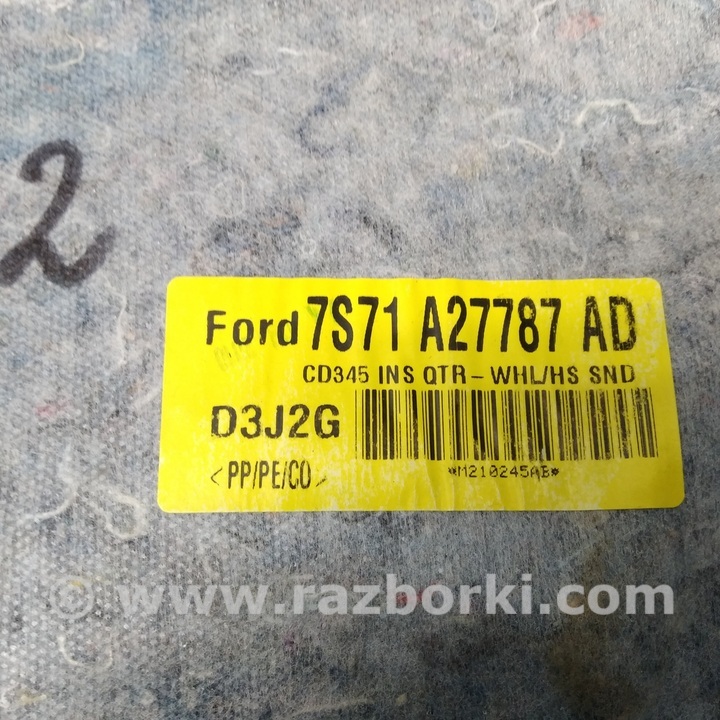 2
Ford 7S71 A27787 AD
CD345 INS QTR-WHL/HS SND
D3J2G
<PP/PE/CO>
*M210245AB*
© www.razborki.com